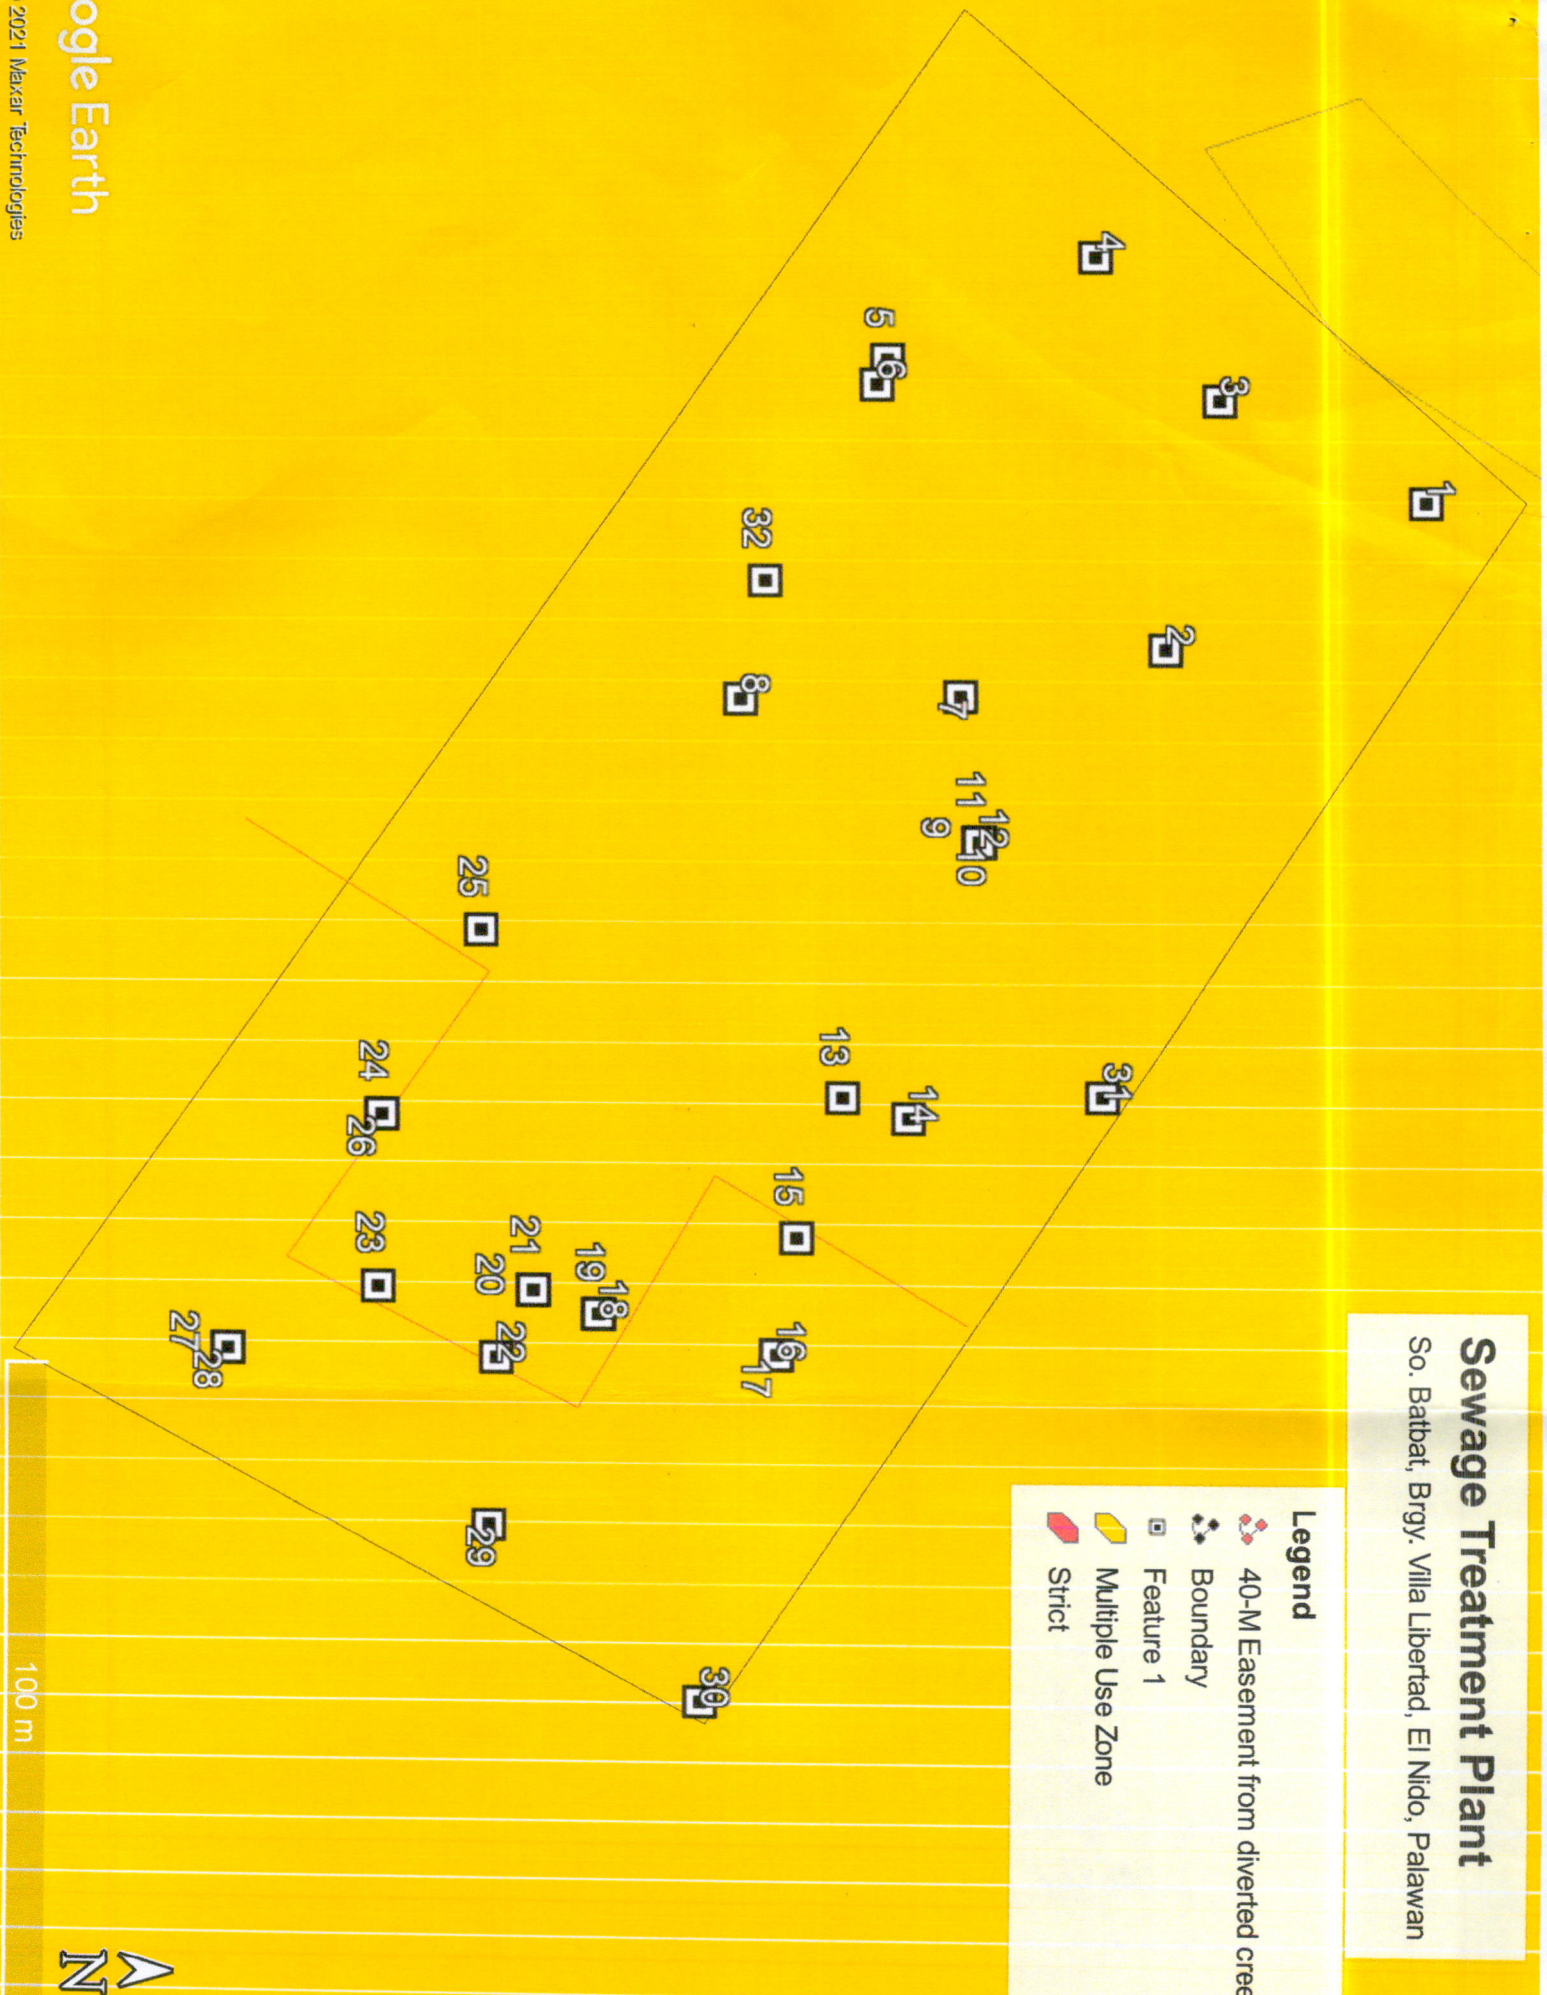 Sewage Treatment Plant
So. Batbat, Brgy. Villa Libertad, El Nido, Palawan
Legend
40-M Easement from diverted cree
Boundary
Feature 1
Multiple Use Zone
Strict
1
3
4
2
31
12
11
10
9
7
14
6
5
13
16
15
17
32
8
30
18
19
21
22
20
29
25
24
26
23
28
27
ogle Earth
2021 Maxar Technologies
100 m
N